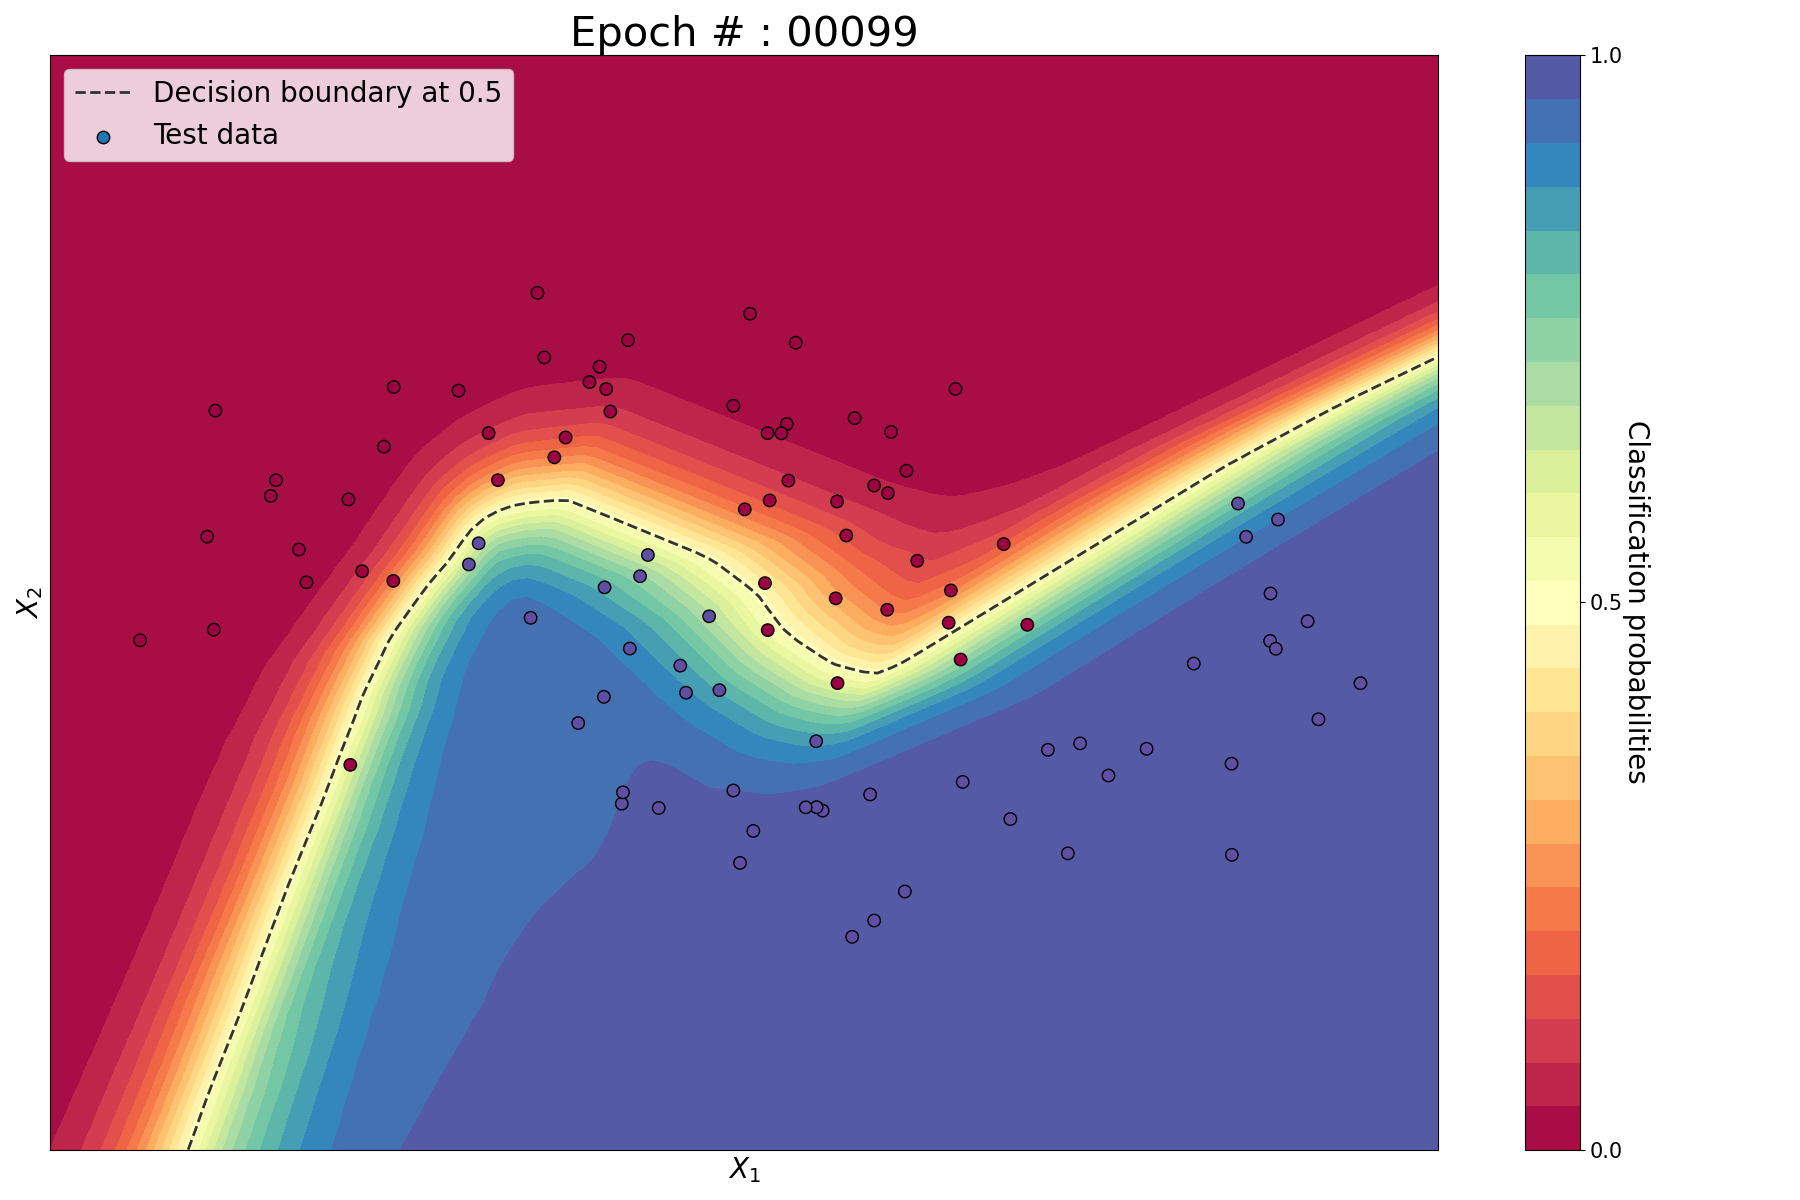 Epoch # : 00099
Decision boundary at 0.5
Test data
X₂
X₁
1.0
0.5
0.0
Classification probabilities